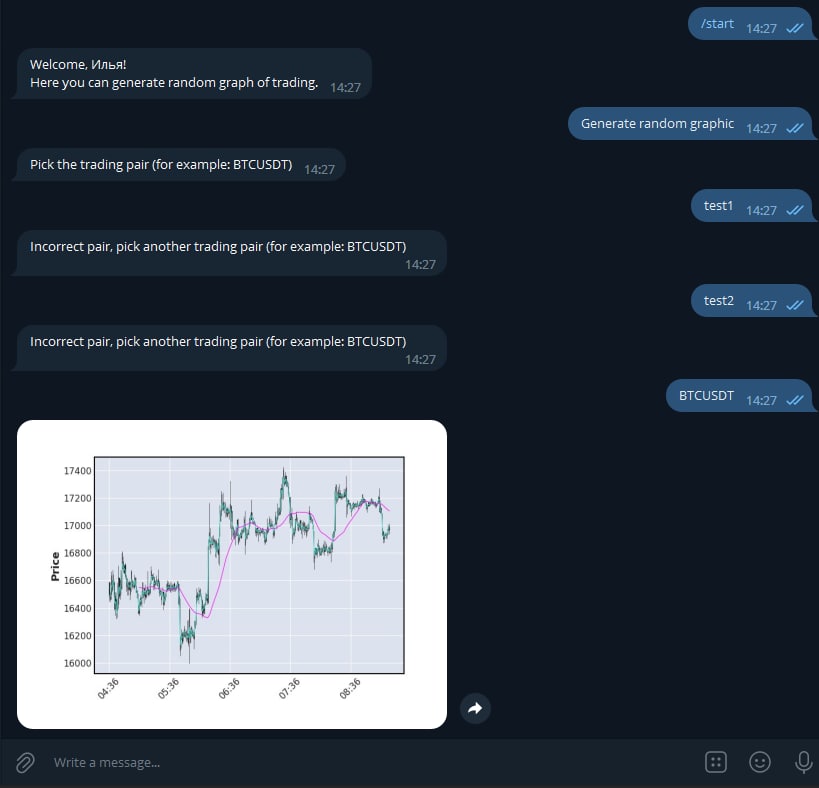 /start 14:27
Welcome, Илья!
Here you can generate random graph of trading. 14:27
Generate random graphic 14:27
Pick the trading pair (for example: BTCUSDT) 14:27
test1 14:27
Incorrect pair, pick another trading pair (for example: BTCUSDT)
14:27
test2 14:27
Incorrect pair, pick another trading pair (for example: BTCUSDT)
14:27
BTCUSDT 14:27
17400
17200
17000
16800
16600
16400
16200
16000
Price
04:36 05:36 06:36 07:36 08:36
Write a message...